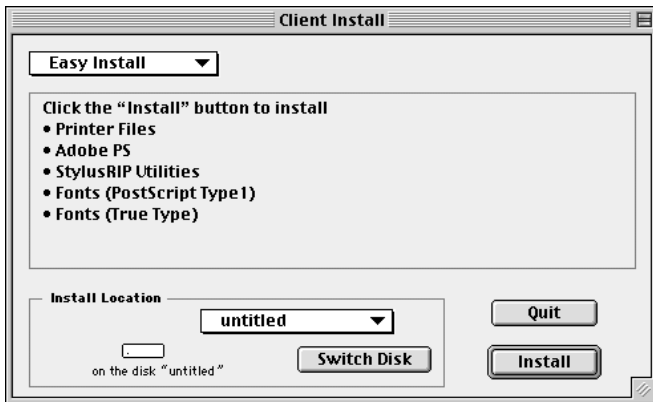 Client Install
Easy Install
Click the “Install” button to install
• Printer Files
• Adobe PS
• StylusRIP Utilities
• Fonts (PostScript Type1)
• Fonts (True Type)
Install Location
untitled
Quit
on the disk “untitled”
Switch Disk
Install